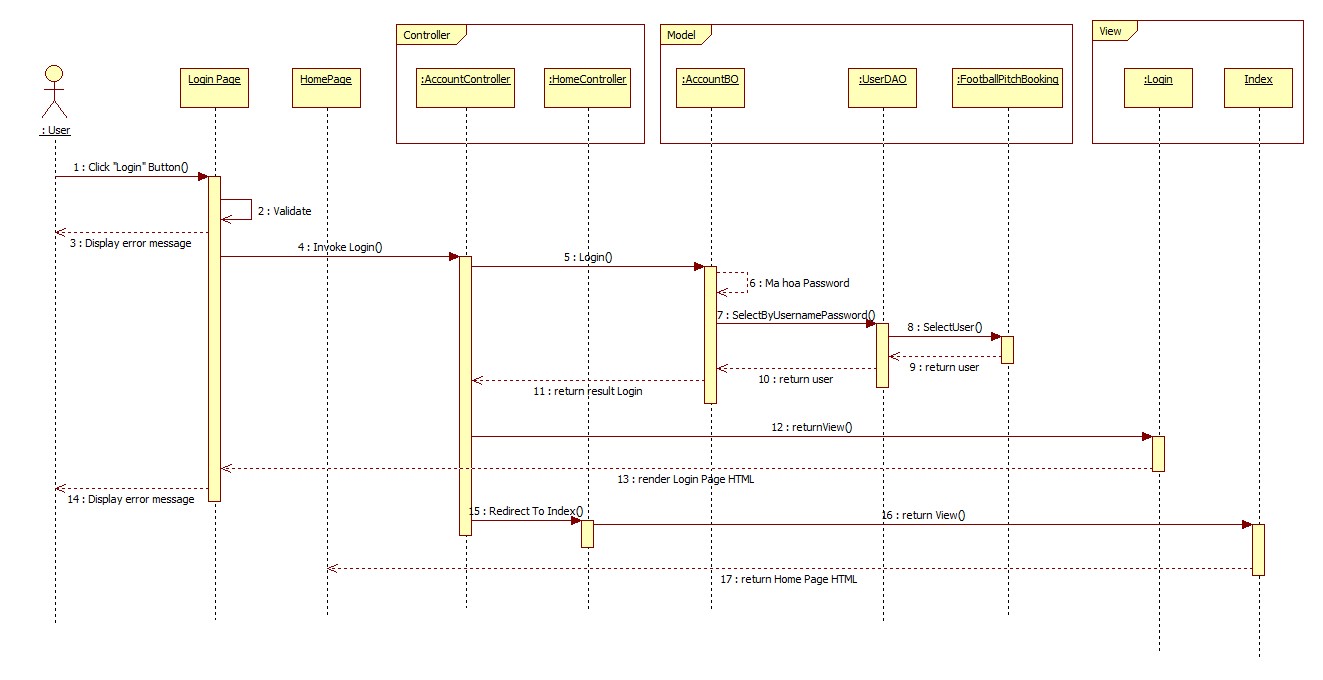 Controller
Model
View
Login Page
HomePage
:AccountController
:HomeController
:AccountBO
:UserDAO
:FootballPitchBooking
:Login
Index
: User
1 : Click "Login" Button()
2 : Validate
3 : Display error message
4 : Invoke Login()
5 : Login()
6 : Ma hoa Password
7 : SelectByUsernamePassword()
8 : SelectUser()
9 : return user
10 : return user
11 : return result Login
12 : returnView()
13 : render Login Page HTML
14 : Display error message
15 : Redirect To Index()
16 : return View()
17 : return Home Page HTML